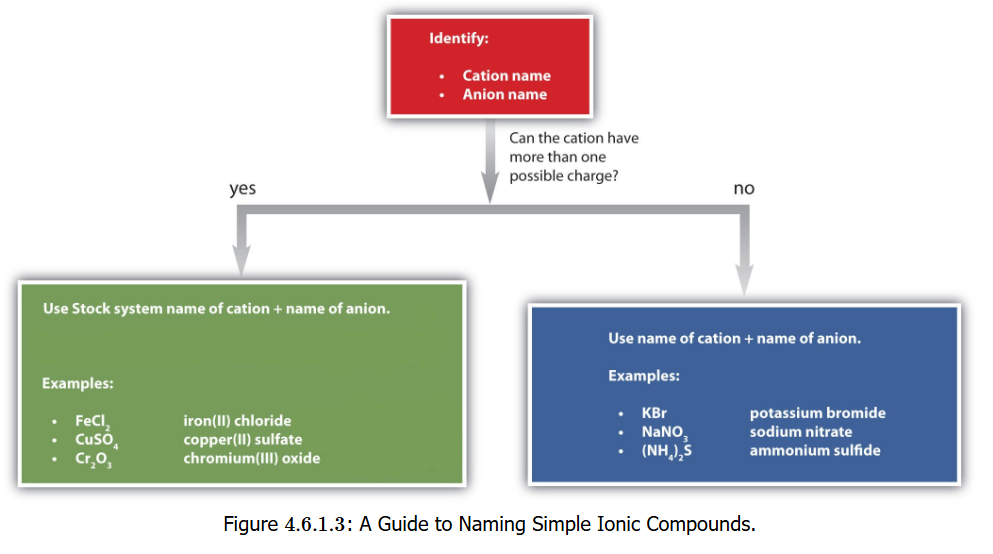 Identify:
• Cation name
• Anion name
Can the cation have
more than one
possible charge?
yes
no
Use Stock system name of cation + name of anion.
Examples:
• FeCl₂ iron(II) chloride
• CuSO₄ copper(II) sulfate
• Cr₂O₃ chromium(III) oxide
Use name of cation + name of anion.
Examples:
• KBr potassium bromide
• NaNO₃ sodium nitrate
• (NH₄)₂S ammonium sulfide
Figure 4.6.1.3: A Guide to Naming Simple Ionic Compounds.